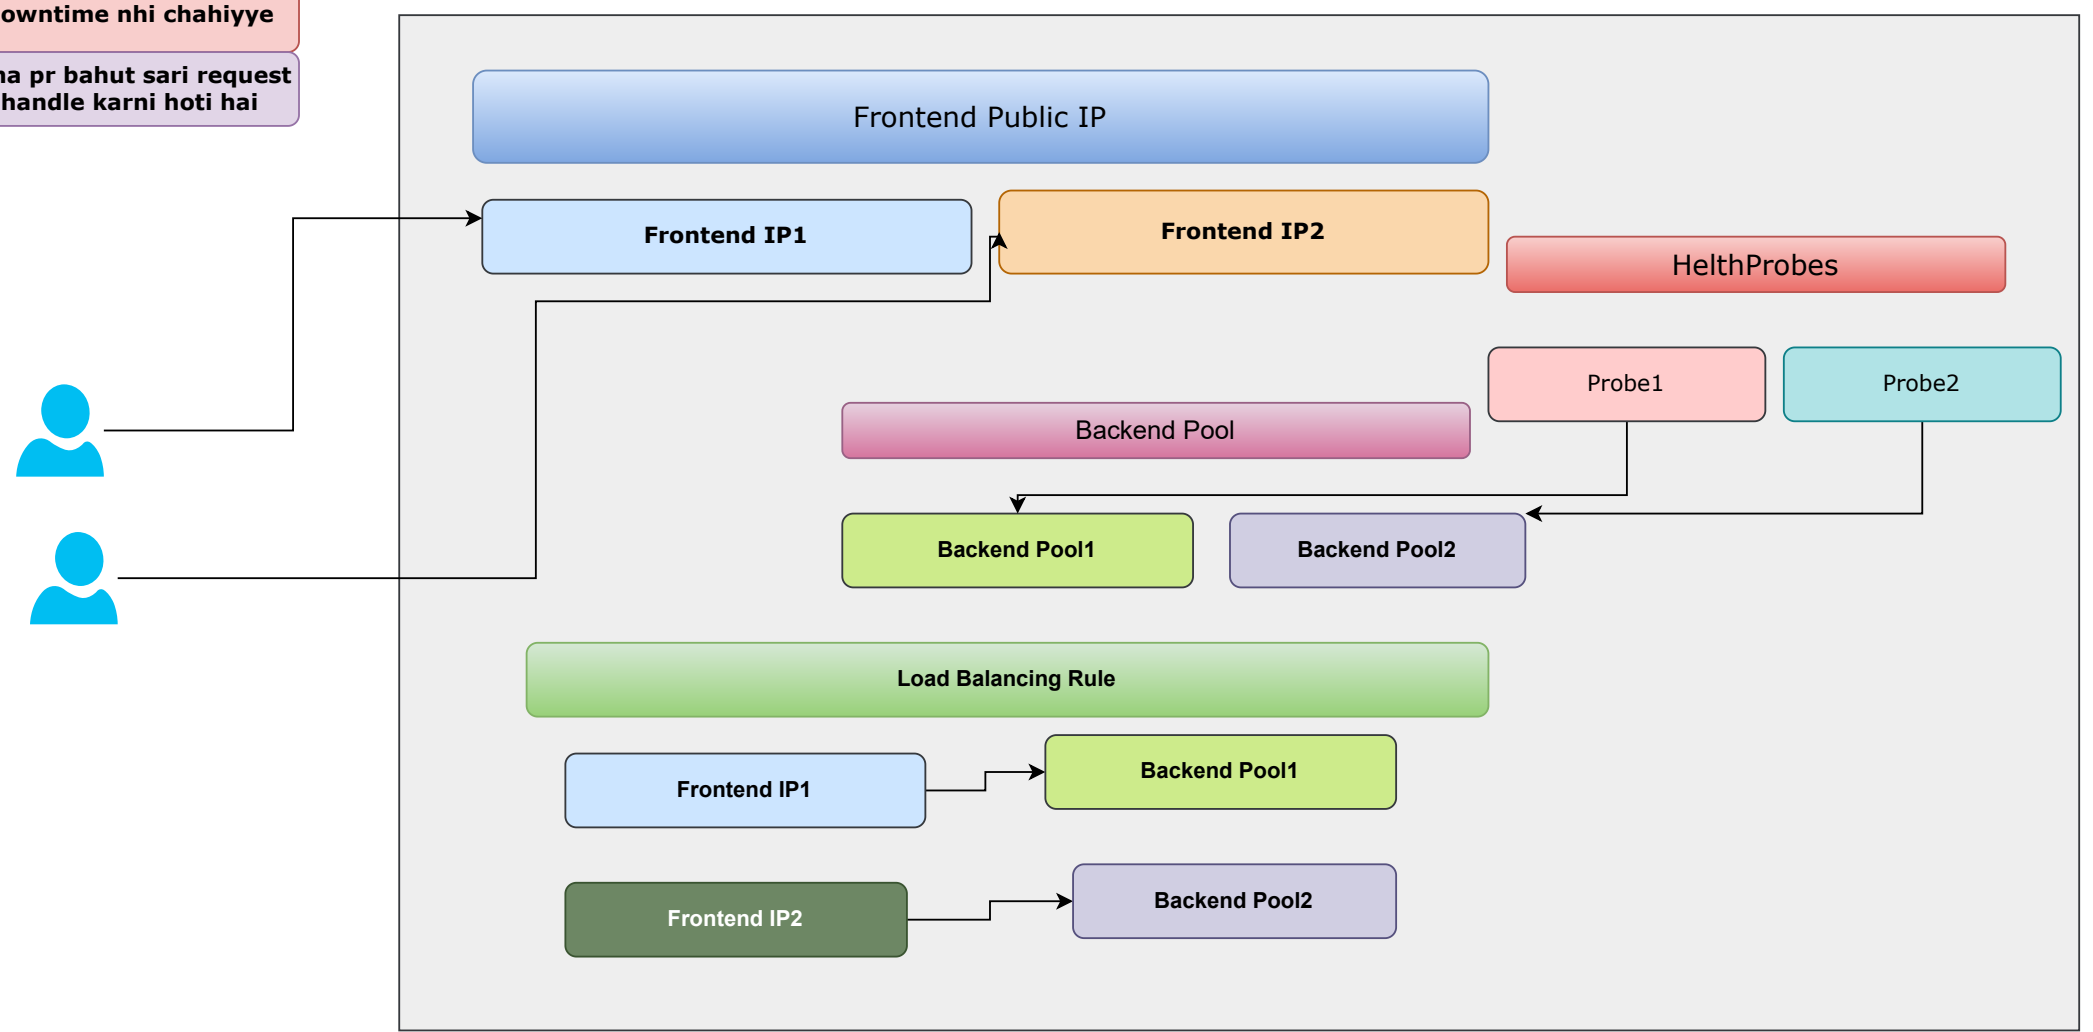 owntime nhi chahiyye
pr bahut sari request
handle karni hoti hai
Frontend Public IP
Frontend IP1
Frontend IP2
HelthProbes
Probe1
Probe2
Backend Pool
Backend Pool1
Backend Pool2
Load Balancing Rule
Frontend IP1
Backend Pool1
Frontend IP2
Backend Pool2